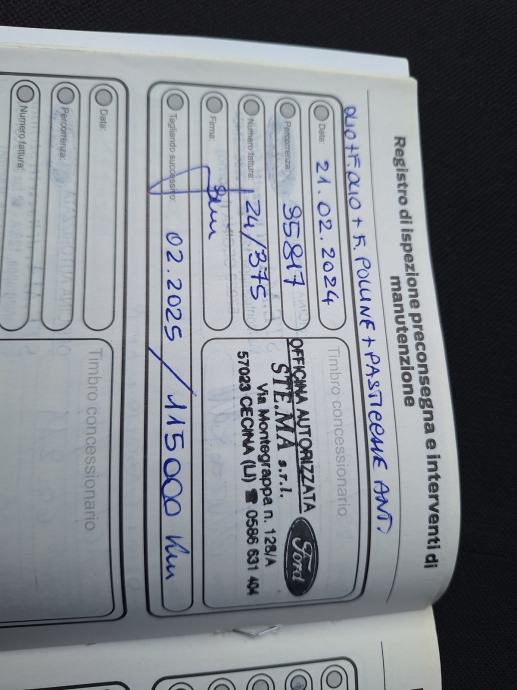 Registro di ispezione preconsegna e interventi di
manutenzione
OLIO + F. OLIO + F. POLLINE + PASTICCHE ANT.
Data: 21.02.2024
Percorrenza: 95817
Numero fattura: 24/375
Firma:
Tagliando successivo: 02.2025 / 115000 Km
Timbro concessionario
OFFICINA AUTORIZZATA
STE.MA s.r.l.
Via Montegrappa n. 128/A
57023 CECINA (LI) ☎ 0586 631 404
Ford
Data:
Percorrenza:
Numero fattura:
Timbro concessionario